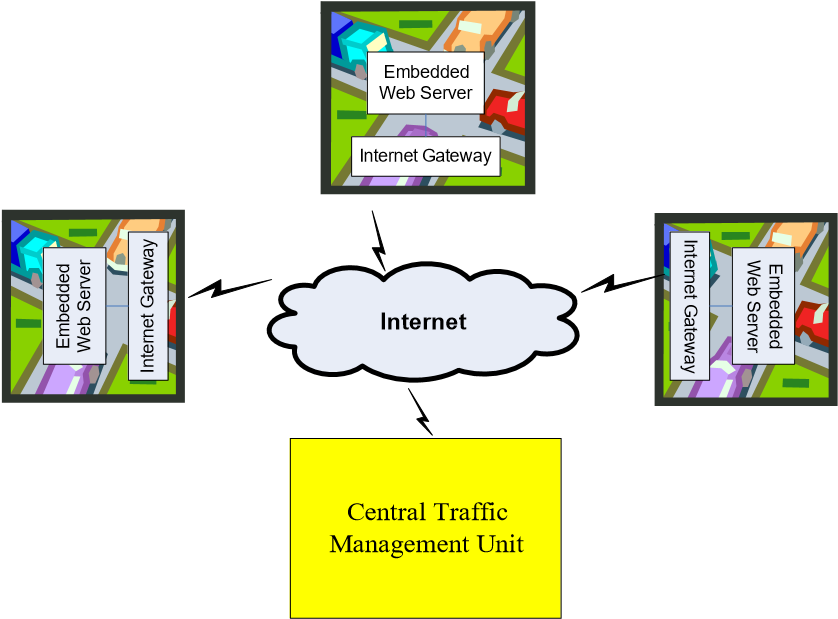 Embedded
Web Server
Internet Gateway
Embedded
Web Server
Internet Gateway
Internet
Internet Gateway
Embedded
Web Server
Central Traffic
Management Unit